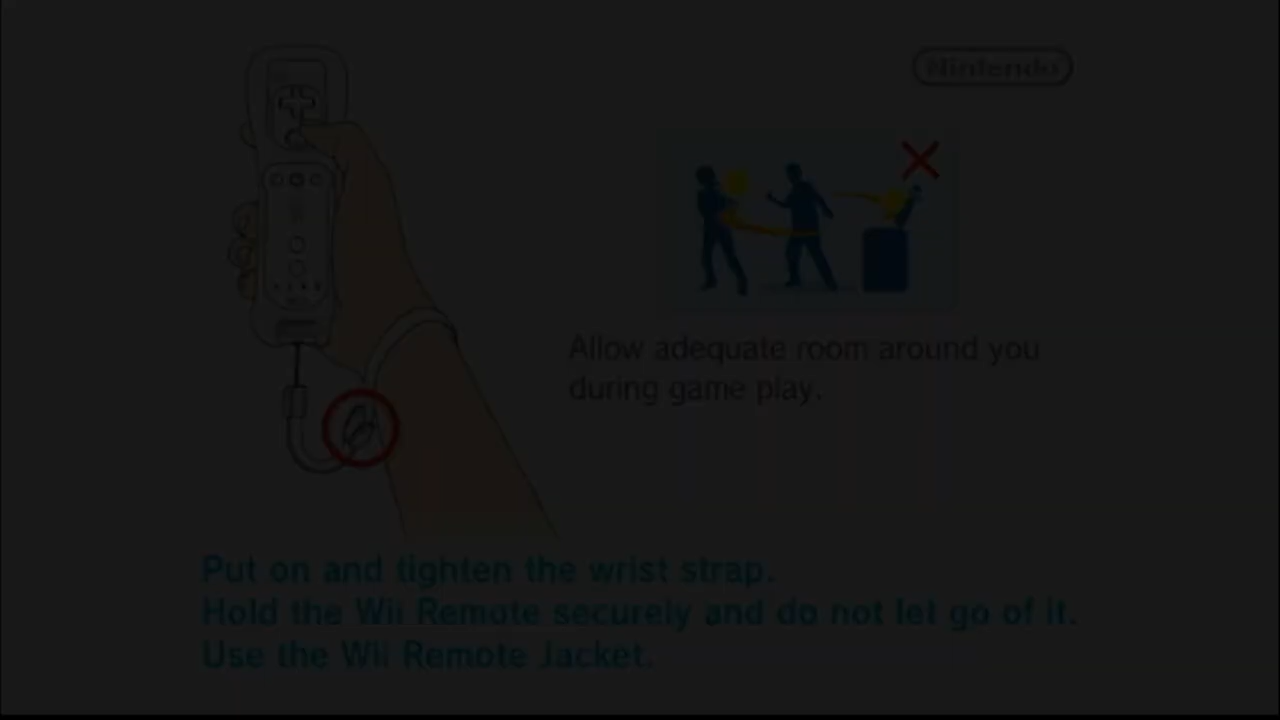 Nintendo
Allow adequate room around you
during game play.
Put on and tighten the wrist strap.
Hold the Wii Remote securely and do not let go of it.
Use the Wii Remote Jacket.